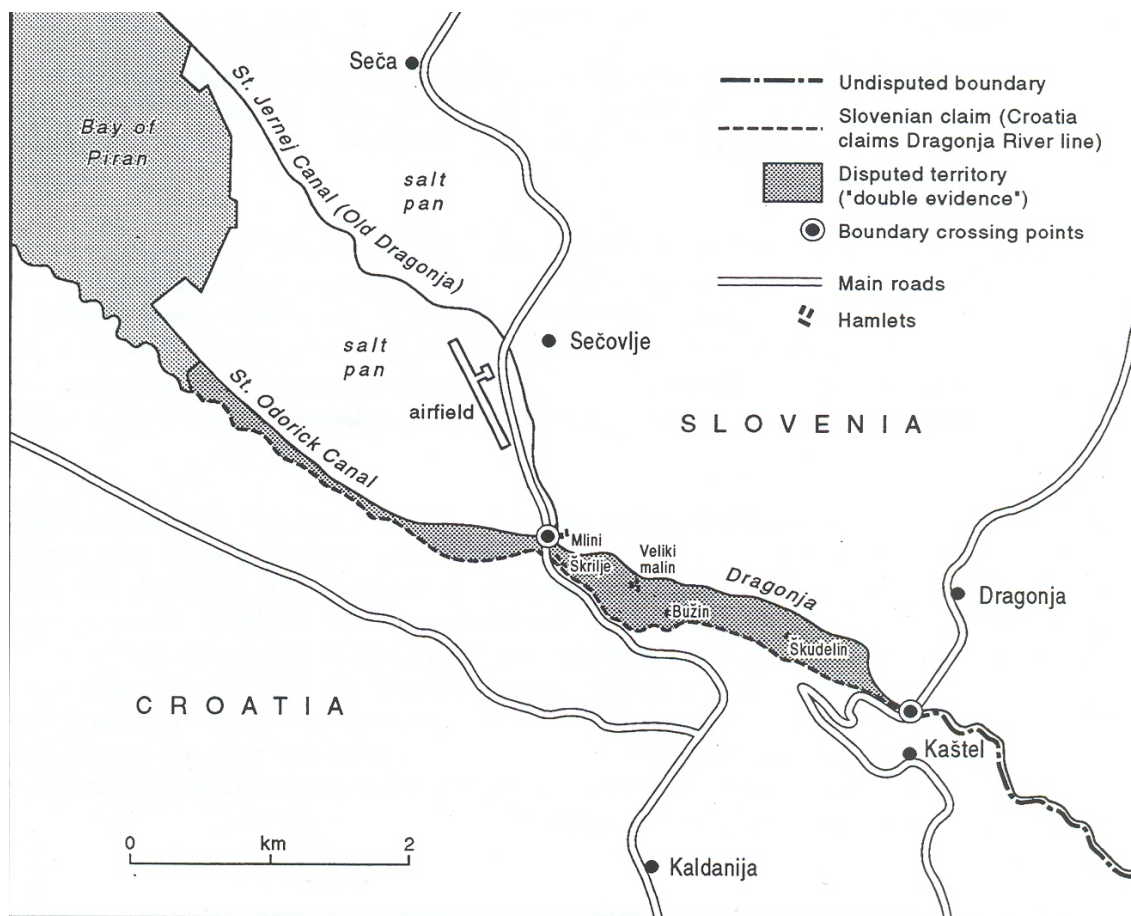 Seča
Bay of
Piran
St. Jernej Canal (Old Dragonja)
salt
pan
Undisputed boundary
Slovenian claim (Croatia
claims Dragonja River line)
Disputed territory
("double evidence")
Boundary crossing points
Main roads
Hamlets
Sečovlje
salt
pan
airfield
St. Odorick Canal
SLOVENIA
Mlini
Škrilje
Veliki
malin
Dragonja
Bužin
Škudelin
Dragonja
CROATIA
Kaštel
0 km 2
Kaldanija